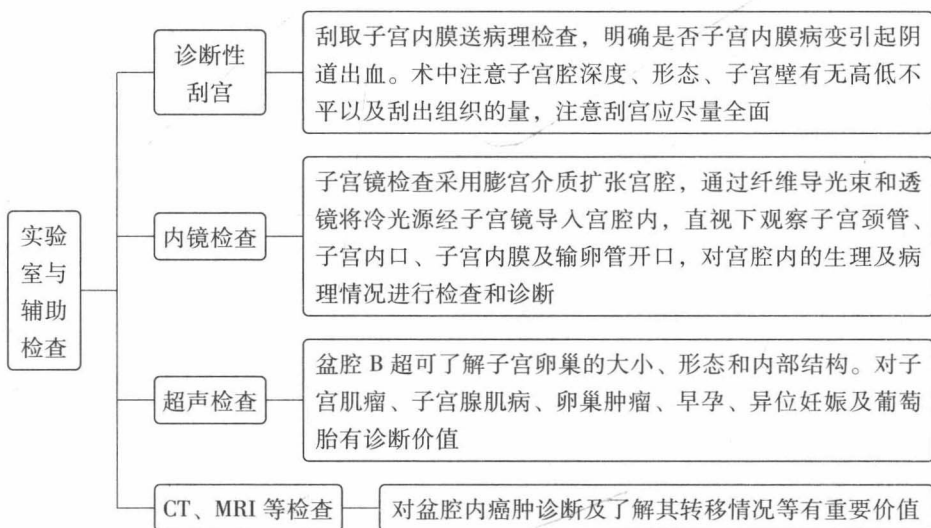 诊断性
刮宫
刮取子宫内膜送病理检查，明确是否子宫内膜病变引起阴
道出血。术中注意子宫腔深度、形态、子宫壁有无高低不
平以及刮出组织的量，注意刮宫应尽量全面
实验
室与
辅助
检查
内镜检查
子宫镜检查采用膨宫介质扩张宫腔，通过纤维导光束和透
镜将冷光源经子宫镜导入宫腔内，直视下观察子宫颈管、
子宫内口、子宫内膜及输卵管开口，对宫腔内的生理及病
理情况进行检查和诊断
超声检查
盆腔 B 超可了解子宫卵巢的大小、形态和内部结构。对子
宫肌瘤、子宫腺肌病、卵巢肿瘤、早孕、异位妊娠及葡萄
胎有诊断价值
CT、MRI 等检查
对盆腔内癌肿诊断及了解其转移情况等有重要价值